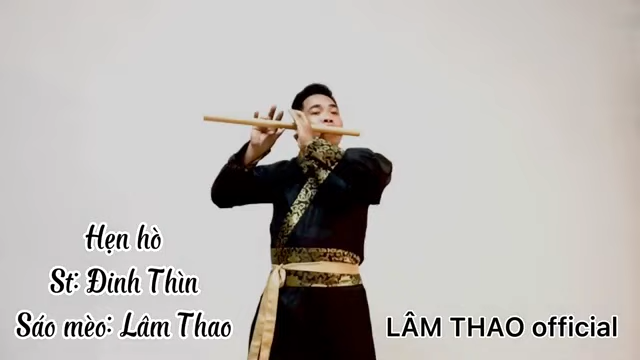 Hẹn hò
St: Đinh Thìn
Sáo mèo: Lâm Thao
LÂM THAO official